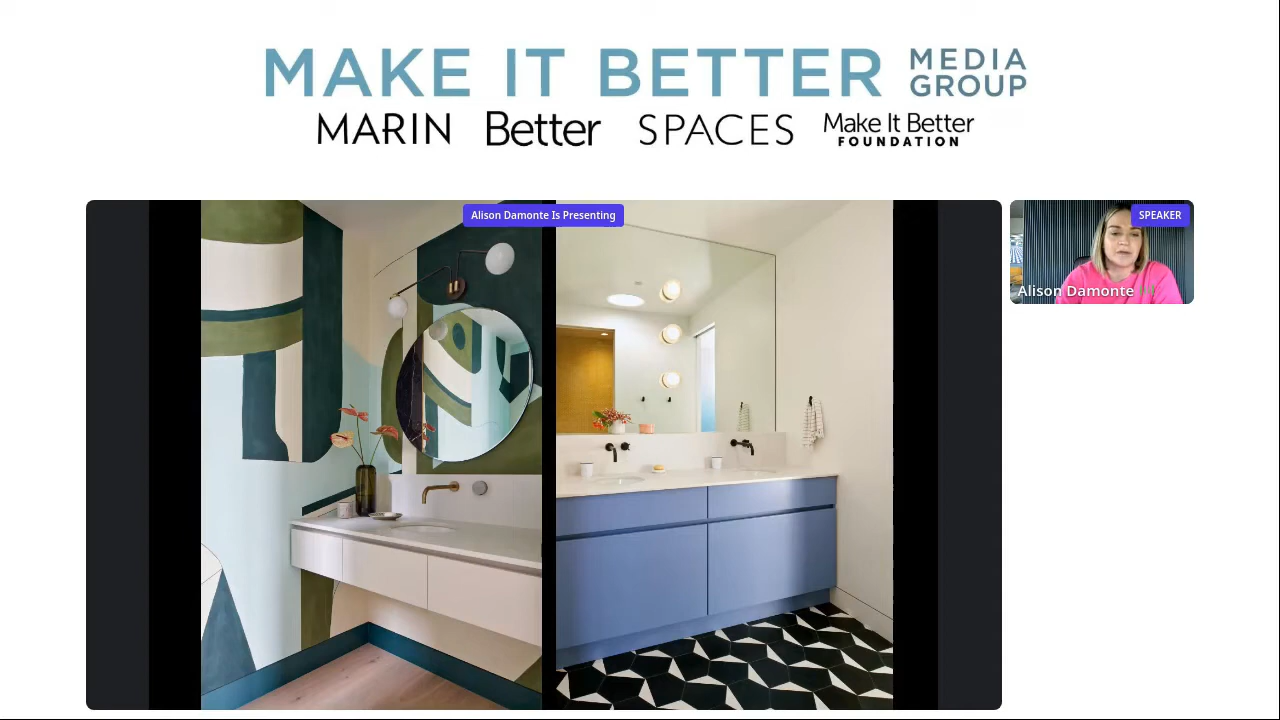 MAKE IT BETTER MEDIA GROUP
MARIN Better SPACES Make It Better FOUNDATION
Alison Damonte Is Presenting
SPEAKER
Alison Damonte